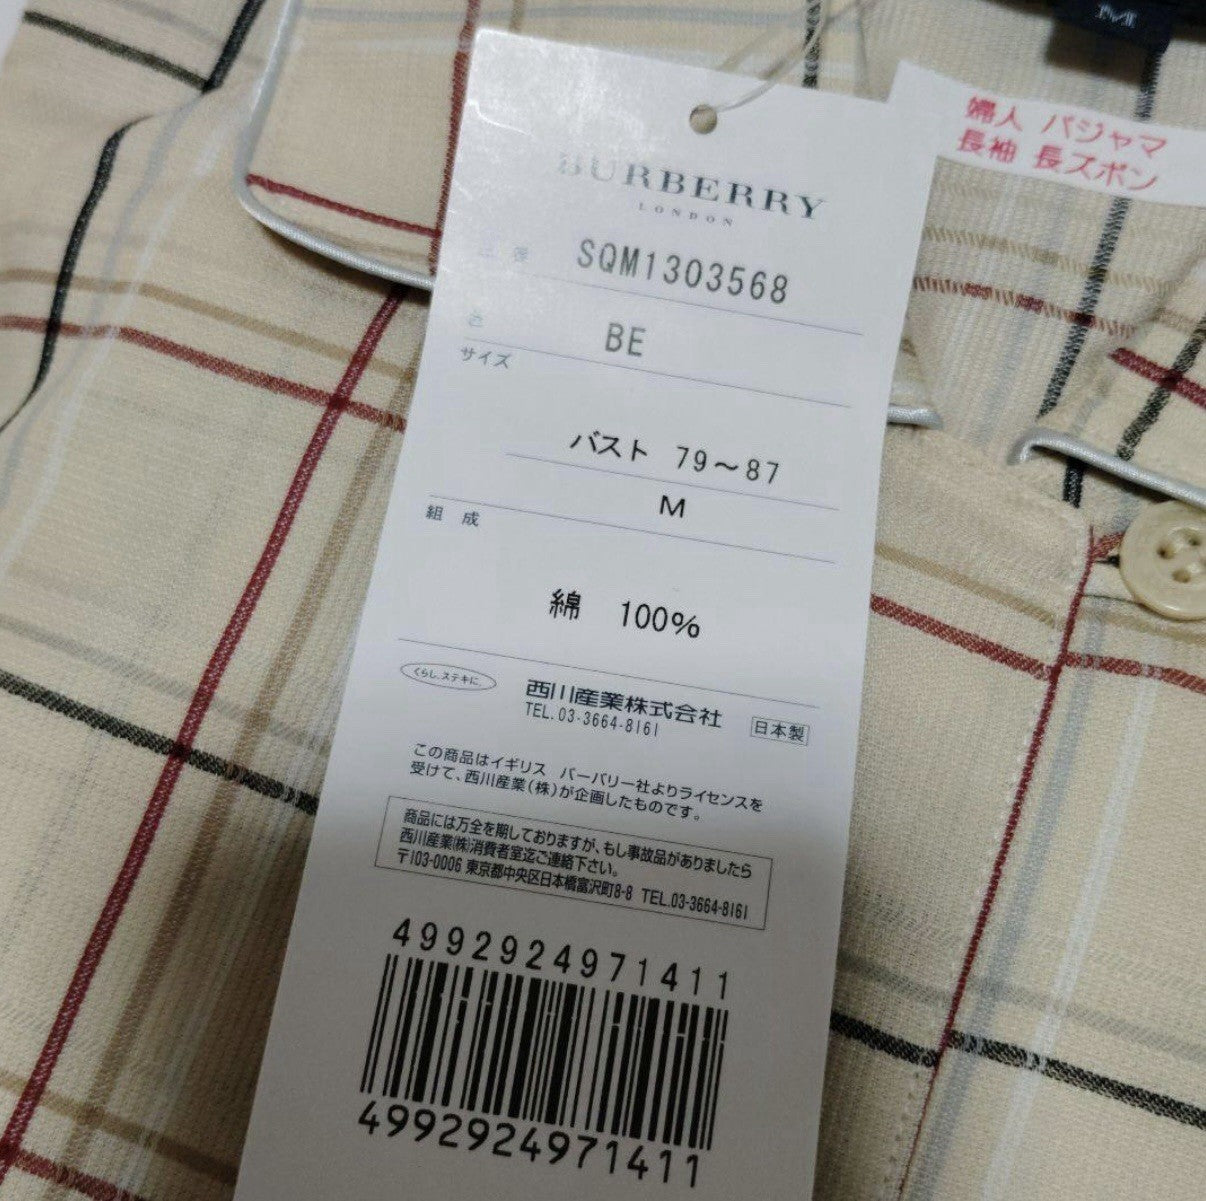 M
婦人 パジャマ
長袖 長ズボン
BURBERRY
LONDON
品番 SQM1303568
色 BE
サイズ
バスト 79～87
M
組成
綿 100%
くらし、ステキに。
西川産業株式会社
TEL.03-3664-8161
日本製
この商品はイギリス バーバリー社よりライセンスを
受けて、西川産業(株)が企画したものです。
商品には万全を期しておりますが、もし事故品がありましたら
西川産業(株)消費者室迄ご連絡下さい。
〒103-0006 東京都中央区日本橋富沢町8-8 TEL.03-3664-8161
4992924971411
4992924971411